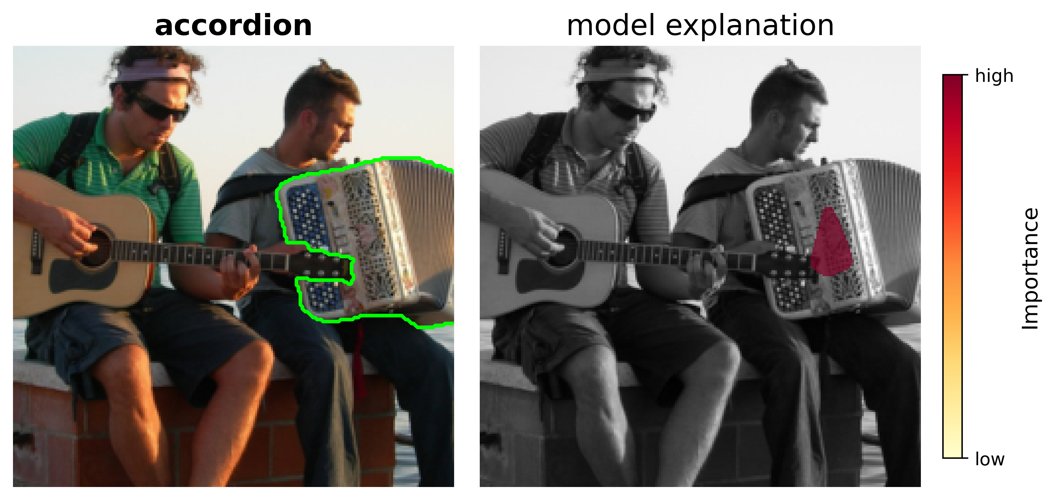 accordion
model explanation
high
Importance
low